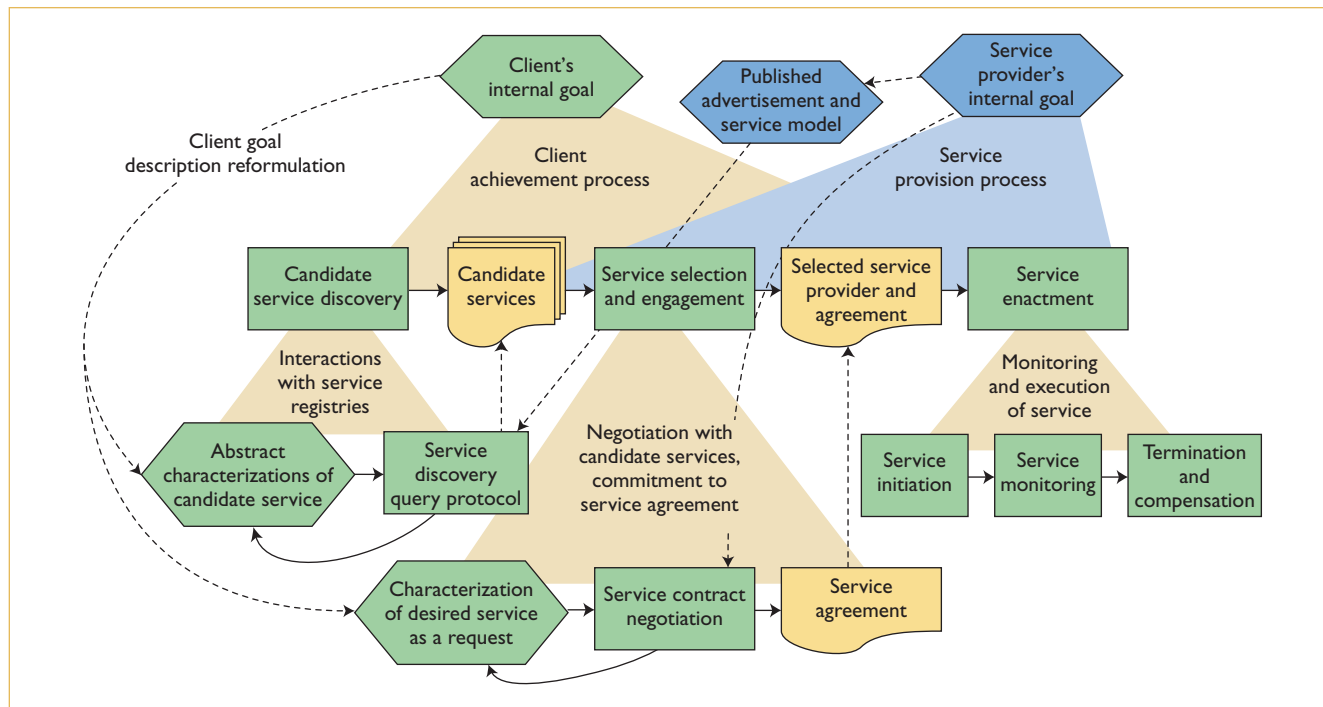 Client's
internal goal
Published
advertisement and
service model
Service
provider's
internal goal
Client goal
description reformulation
Client
achievement process
Service
provision process
Candidate
service discovery
Candidate
services
Service selection
and engagement
Selected service
provider and
agreement
Service
enactment
Interactions
with service
registries
Monitoring
and execution
of service
Abstract
characterizations of
candidate service
Service
discovery
query protocol
Negotiation with
candidate services,
commitment to
service agreement
Service
initiation
Service
monitoring
Termination
and
compensation
Characterization
of desired service
as a request
Service contract
negotiation
Service
agreement